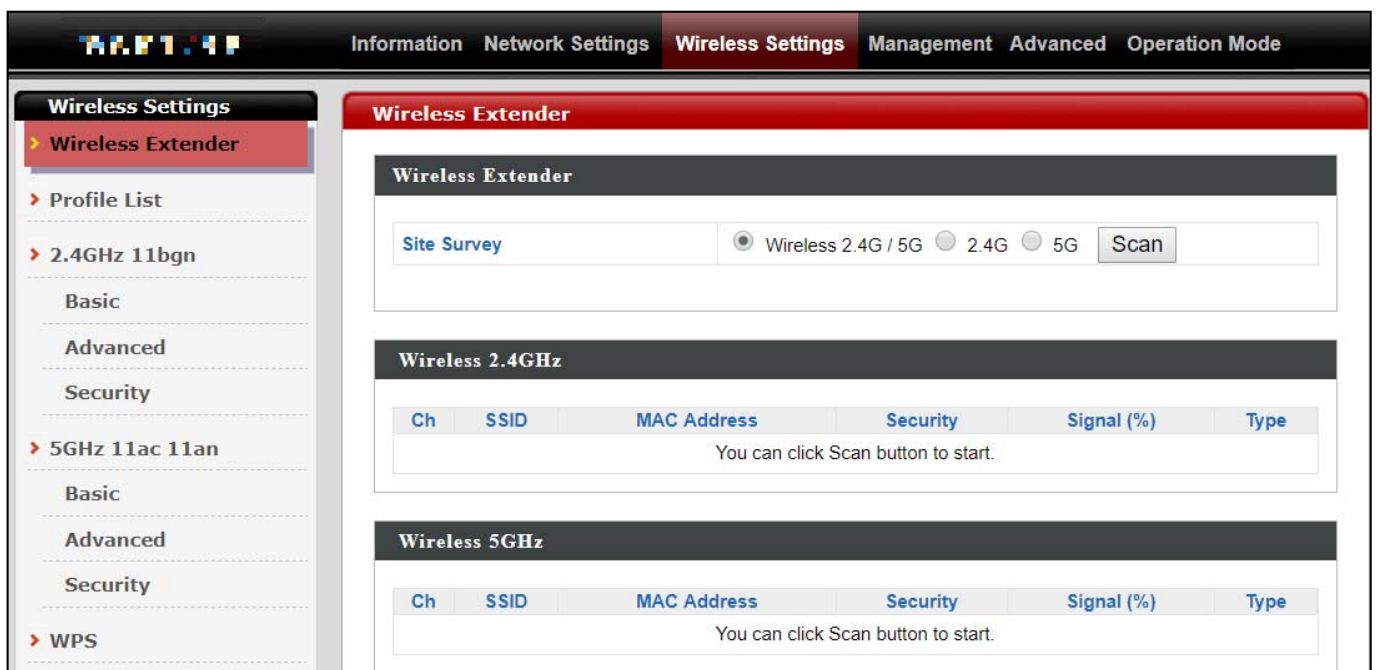 Information Network Settings Wireless Settings Management Advanced Operation Mode
Wireless Settings
Wireless Extender
Profile List
2.4GHz 11bgn
Basic
Advanced
Security
5GHz 11ac 11an
Basic
Advanced
Security
WPS
Wireless Extender
Wireless Extender
Site Survey Wireless 2.4G / 5G 2.4G 5G Scan
Wireless 2.4GHz
Ch SSID MAC Address Security Signal (%) Type
You can click Scan button to start.
Wireless 5GHz
Ch SSID MAC Address Security Signal (%) Type
You can click Scan button to start.